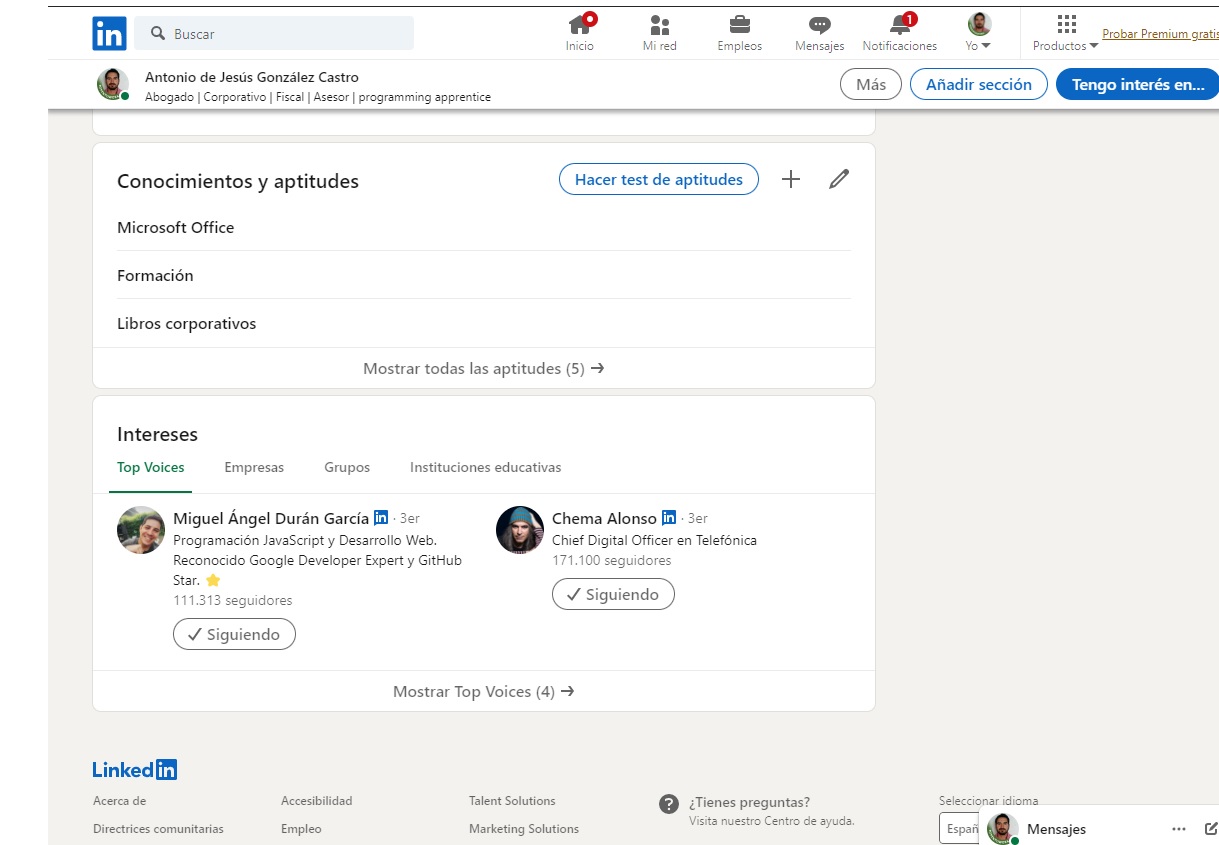 in
Buscar
Inicio
Mi red
Empleos
Mensajes
1
Notificaciones
Yo
Productos
Probar Premium gratis
Antonio de Jesús González Castro
Abogado | Corporativo | Fiscal | Asesor | programming apprentice
Más
Añadir sección
Tengo interés en...
Conocimientos y aptitudes
Hacer test de aptitudes
Microsoft Office
Formación
Libros corporativos
Mostrar todas las aptitudes (5) →
Intereses
Top Voices Empresas Grupos Instituciones educativas
Miguel Ángel Durán García in · 3er
Programación JavaScript y Desarrollo Web.
Reconocido Google Developer Expert y GitHub
Star. ⭐
111.313 seguidores
✓ Siguiendo
Chema Alonso in · 3er
Chief Digital Officer en Telefónica
171.100 seguidores
✓ Siguiendo
Mostrar Top Voices (4) →
Linkedin
Acerca de
Accesibilidad
Talent Solutions
¿Tienes preguntas?
Visita nuestro Centro de ayuda.
Seleccionar idioma
Directrices comunitarias
Empleo
Marketing Solutions
Españ
Mensajes